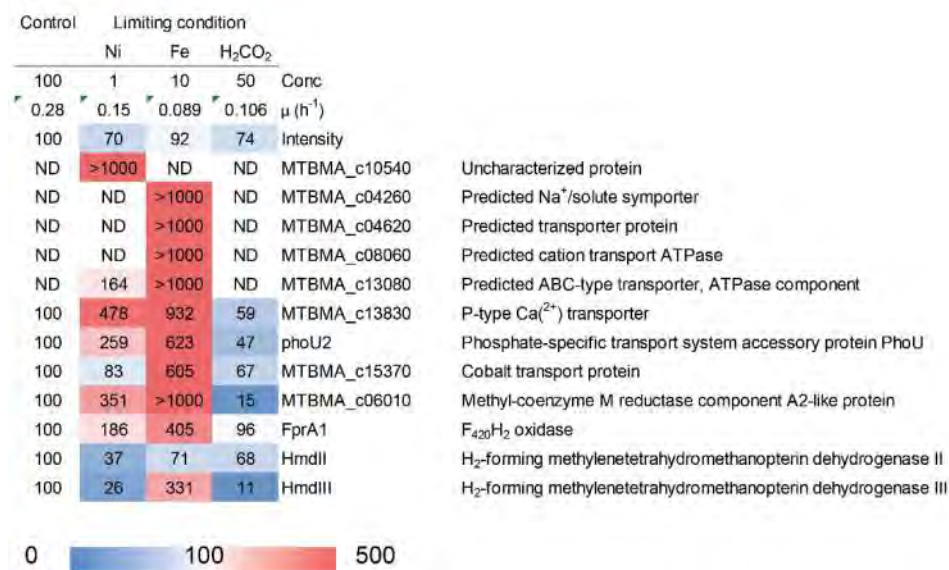 Control Limiting condition
Ni Fe H₂CO₂
100 1 10 50 Conc
0.28 0.15 0.089 0.106 μ (h⁻¹)
100 70 92 74 Intensity
ND >1000 ND ND MTBMA_c10540 Uncharacterized protein
ND ND >1000 ND MTBMA_c04260 Predicted Na⁺/solute symporter
ND ND >1000 ND MTBMA_c04620 Predicted transporter protein
ND ND >1000 ND MTBMA_c08060 Predicted cation transport ATPase
ND 164 >1000 ND MTBMA_c13080 Predicted ABC-type transporter, ATPase component
100 478 932 59 MTBMA_c13830 P-type Ca(²⁺) transporter
100 259 623 47 phoU2 Phosphate-specific transport system accessory protein PhoU
100 83 605 67 MTBMA_c15370 Cobalt transport protein
100 351 >1000 15 MTBMA_c06010 Methyl-coenzyme M reductase component A2-like protein
100 186 405 96 FprA1 F₄₂₀H₂ oxidase
100 37 71 68 HmdII H₂-forming methylenetetrahydromethanopterin dehydrogenase II
100 26 331 11 HmdIII H₂-forming methylenetetrahydromethanopterin dehydrogenase III
0 100 500